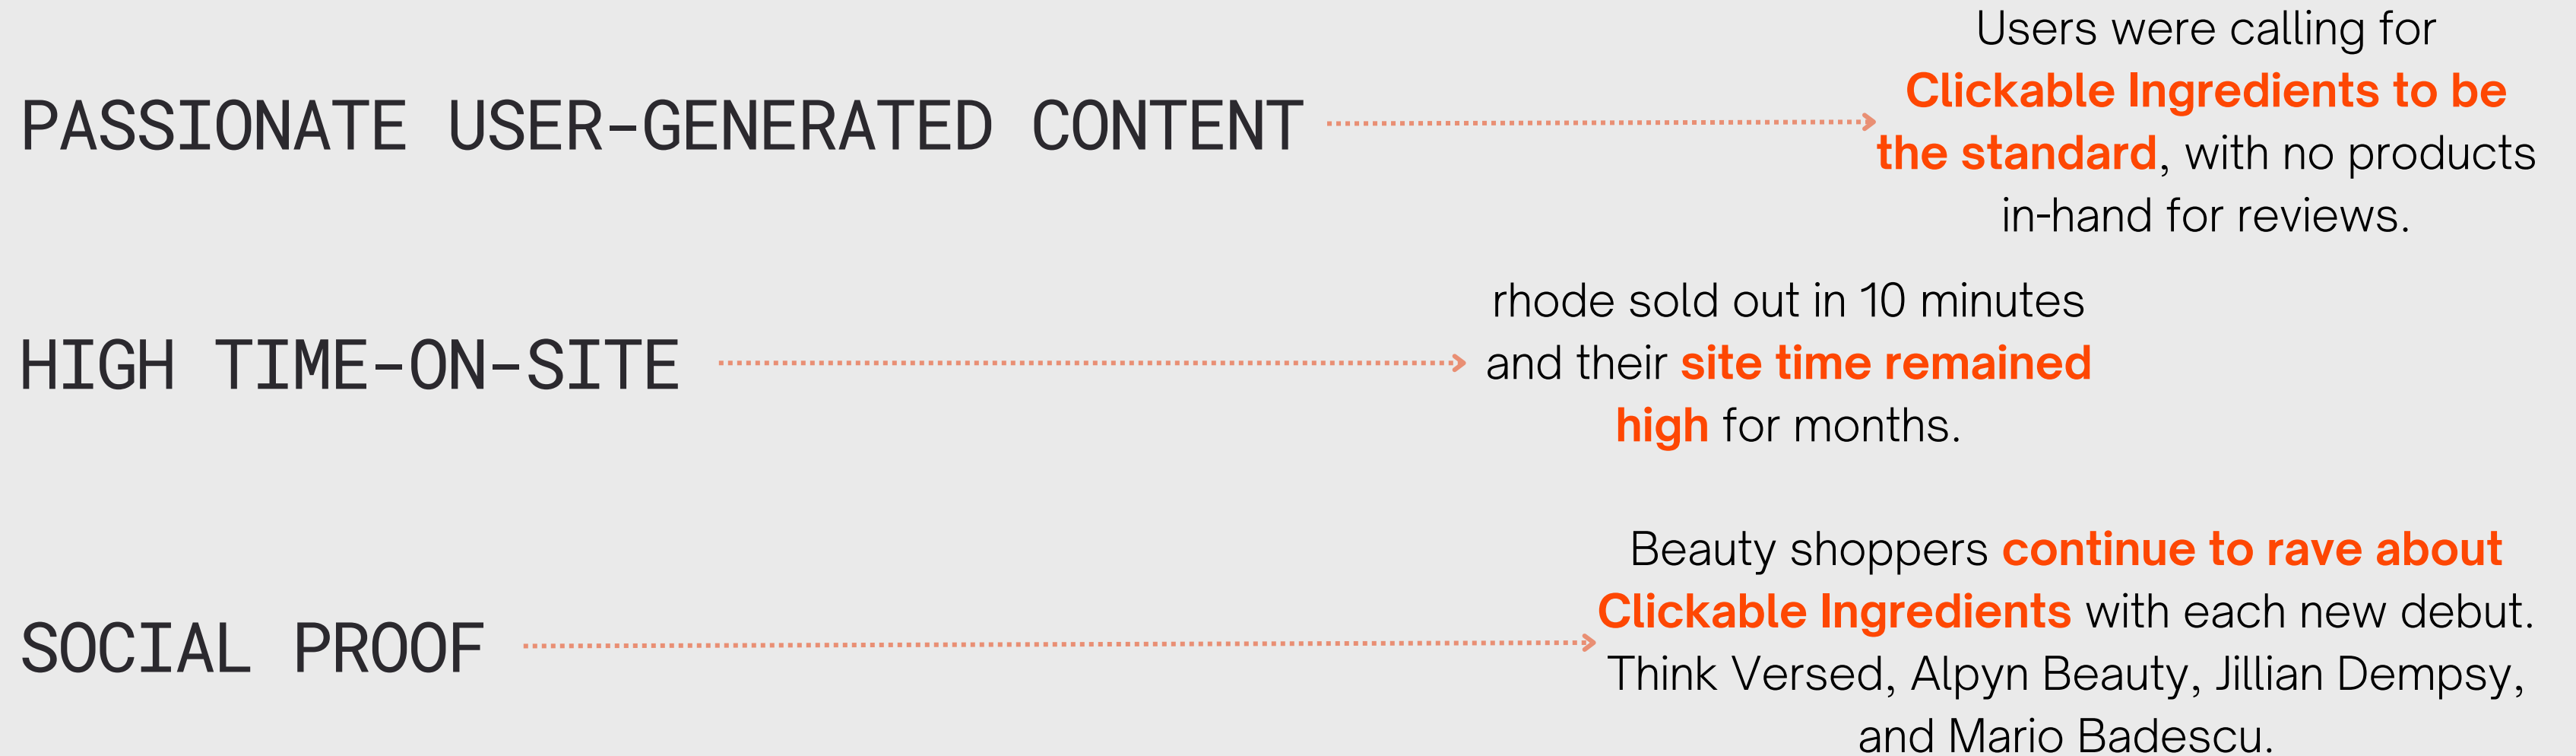 PASSIONATE USER-GENERATED CONTENT
Users were calling for
Clickable Ingredients to be
the standard, with no products
in-hand for reviews.
HIGH TIME-ON-SITE
rhode sold out in 10 minutes
and their site time remained
high for months.
SOCIAL PROOF
Beauty shoppers continue to rave about
Clickable Ingredients with each new debut.
Think Versed, Alpyn Beauty, Jillian Dempsy,
and Mario Badescu.